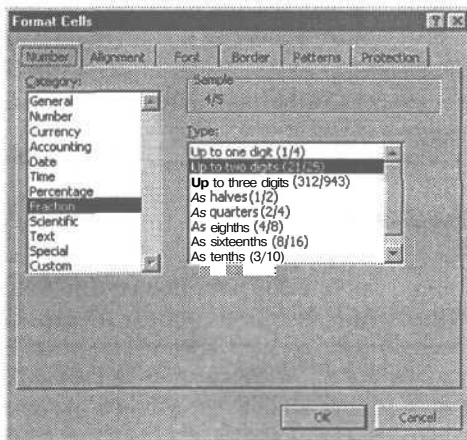 Format Cells
Number Alignment Font Border Patterns Protection
Category:
General
Number
Currency
Accounting
Date
Time
Percentage
Fraction
Scientific
Text
Special
Custom
Sample
4/5
Type:
Up to one digit (1/4)
Up to two digits (21/25)
Up to three digits (312/943)
As halves (1/2)
As quarters (2/4)
As eighths (4/8)
As sixteenths (8/16)
As tenths (3/10)
OK Cancel